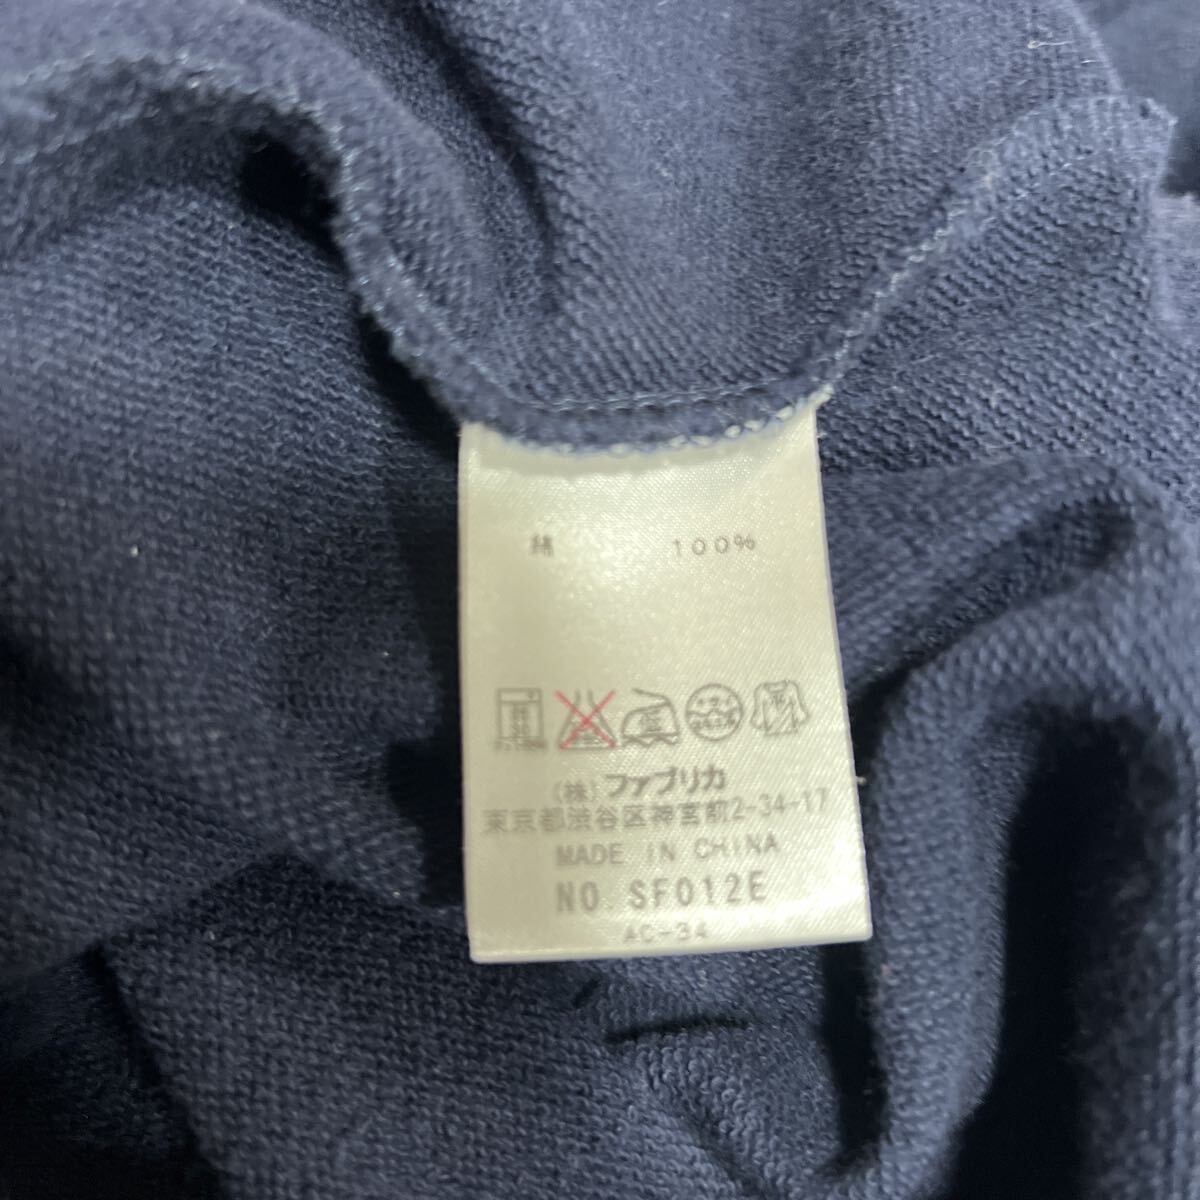 綿 100%
(株)ファブリカ
東京都渋谷区神宮前2-34-17
MADE IN CHINA
NO SF012E
AC-34